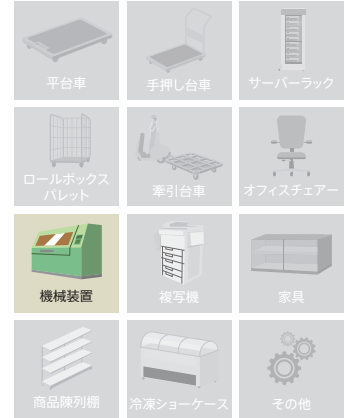 平台車
手押し台車
サーバーラック
ロールボックス
パレット
牽引台車
オフィスチェアー
機械装置
複写機
家具
商品陳列棚
冷凍ショーケース
その他